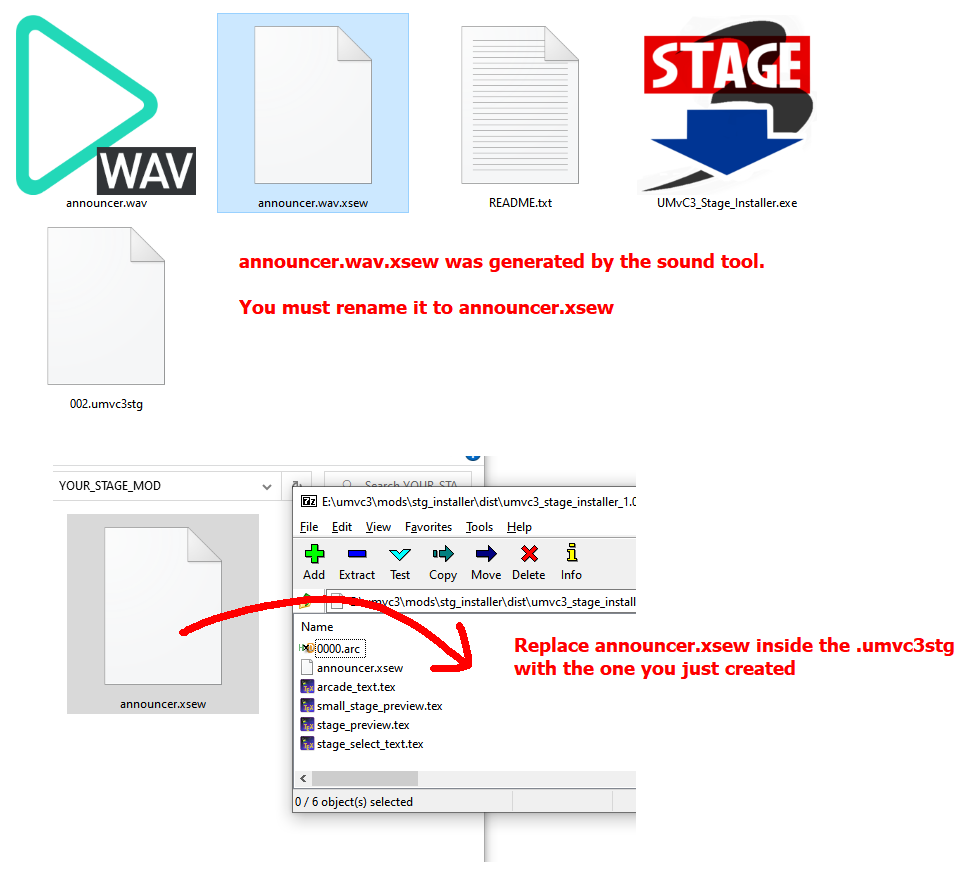 WAV
STAGE
announcer.wav
announcer.wav.xsew
README.txt
UMvC3_Stage_Installer.exe
announcer.wav.xsew was generated by the sound tool.
You must rename it to announcer.xsew
002.umvc3stg
YOUR_STAGE_MOD
Search YOUR_STA
7z E:\umvc3\mods\stg_installer\dist\umvc3_stage_installer_1.0
File Edit View Favorites Tools Help
Add Extract Test Copy Move Delete Info
\umvc3\mods\stg_installer\dist\umvc3_stage_install
Name
0000.arc
announcer.xsew
arcade_text.tex
small_stage_preview.tex
stage_preview.tex
stage_select_text.tex
0 / 6 object(s) selected
announcer.xsew
Replace announcer.xsew inside the .umvc3stg
with the one you just created